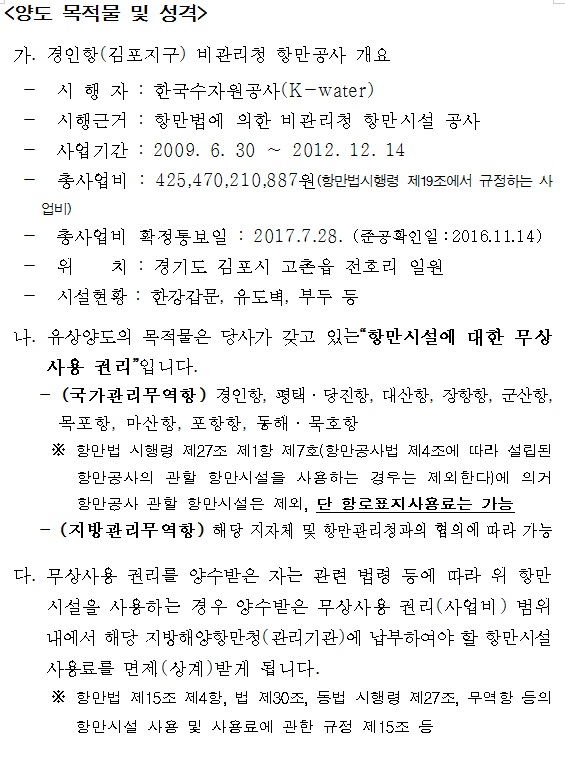 <양도 목적물 및 성격>
가. 경인항(김포지구) 비관리청 항만공사 개요
- 시 행 자 : 한국수자원공사(K-water)
- 시행근거 : 항만법에 의한 비관리청 항만시설 공사
- 사업기간 : 2009. 6. 30 ~ 2012. 12. 14
- 총사업비 : 425,470,210,887.원(항만법시행령 제19조에서 규정하는 사
업비)
- 총사업비 확정통보일 : 2017.7.28. (준공확인일 : 2016.11.14)
- 위 치 : 경기도 김포시 고촌읍 전호리 일원
- 시설현황 : 한강갑문, 유도벽, 부두 등
나. 유상양도의 목적물은 당사가 갖고 있는“항만시설에 대한 무상
사용 권리”입니다.
- (국가관리무역항) 경인항, 평택·당진항, 대산항, 장항항, 군산항,
목포항, 마산항, 포항항, 동해·묵호항
※ 항만법 시행령 제27조 제1항 제7호(항만공사법 제4조에 따라 설립된
항만공사의 관할 항만시설을 사용하는 경우는 제외한다)에 의거
항만공사 관할 항만시설은 제외, 단 항로표지사용료는 가능
- (지방관리무역항) 해당 지자체 및 항만관리청과의 협의에 따라 가능
다. 무상사용 권리를 양수받은 자는 관련 법령 등에 따라 위 항만
시설을 사용하는 경우 양수받은 무상사용 권리(사업비) 범위
내에서 해당 지방해양항만청(관리기관)에 납부하여야 할 항만시설
사용료를 면제(상계)받게 됩니다.
※ 항만법 제15조 제4항, 법 제30조, 동법 시행령 제27조, 무역항 등의
항만시설 사용 및 사용료에 관한 규정 제15조 등